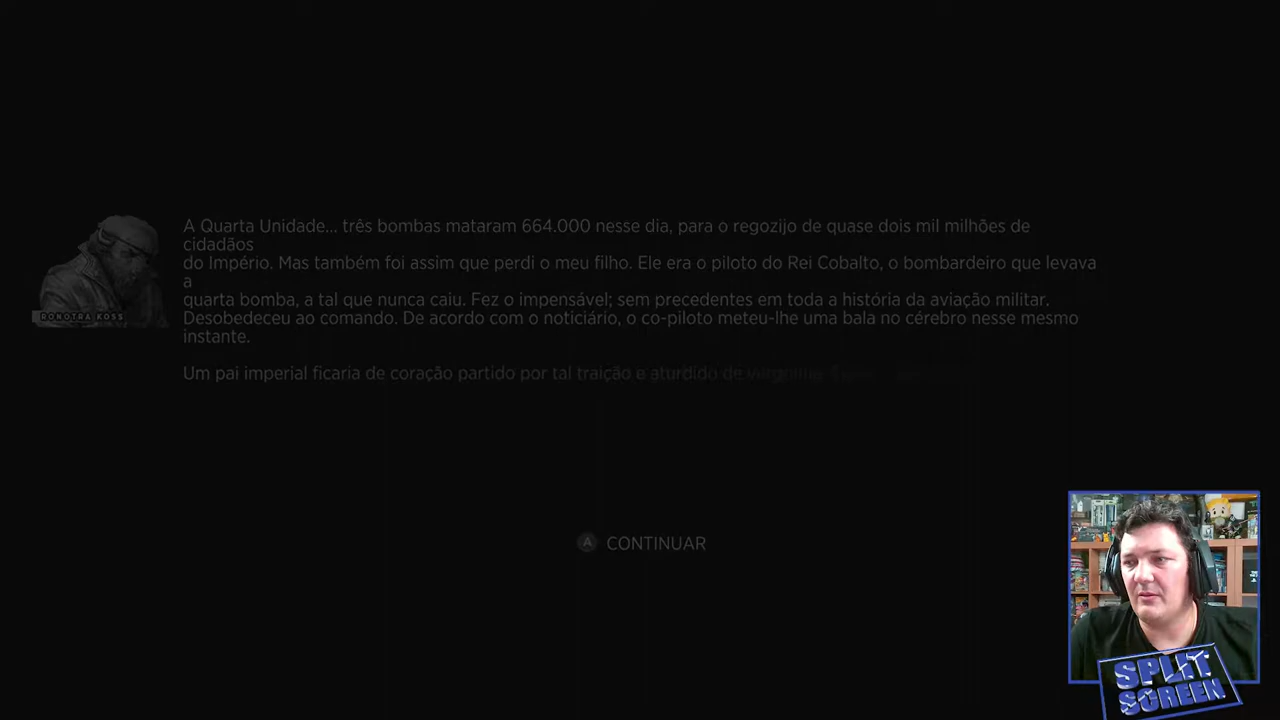 A Quarta Unidade... três bombas mataram 664.000 nesse dia, para o regozijo de quase dois mil milhões de
cidadãos
do Império. Mas também foi assim que perdi o meu filho. Ele era o piloto do Rei Cobalto, o bombardeiro que levava
a
quarta bomba, a tal que nunca caiu. Fez o impensável; sem precedentes em toda a história da aviação militar.
RONOTRA KOSS
Desobedeceu ao comando. De acordo com o noticiário, o co-piloto meteu-lhe uma bala no cérebro nesse mesmo
instante.
Um pai imperial ficaria de coração partido por tal traição e aturdido de vergonha.
A CONTINUAR
SPLIT
SCREEN